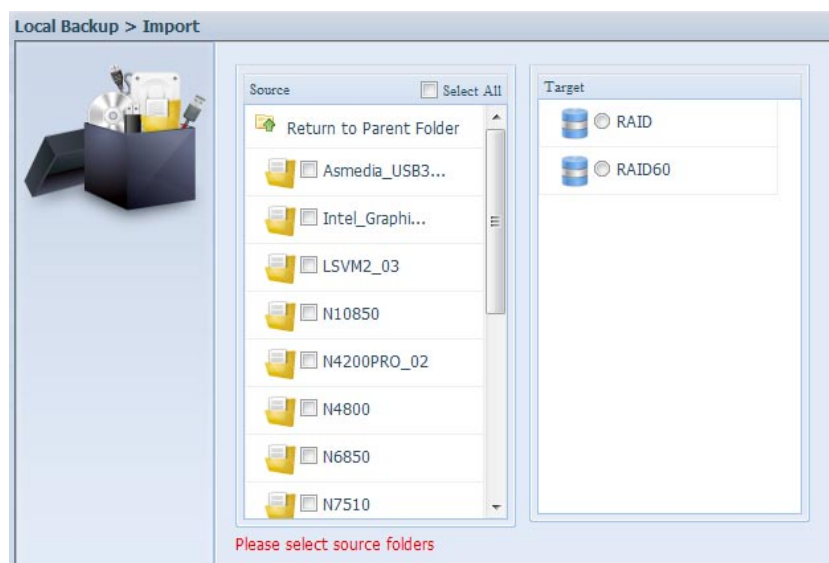 Local Backup > Import
Source
Select All
Return to Parent Folder
Asmedia_USB3...
Intel_Graphi...
LSVM2_03
N10850
N4200PRO_02
N4800
N6850
N7510
Please select source folders
Target
RAID
RAID60